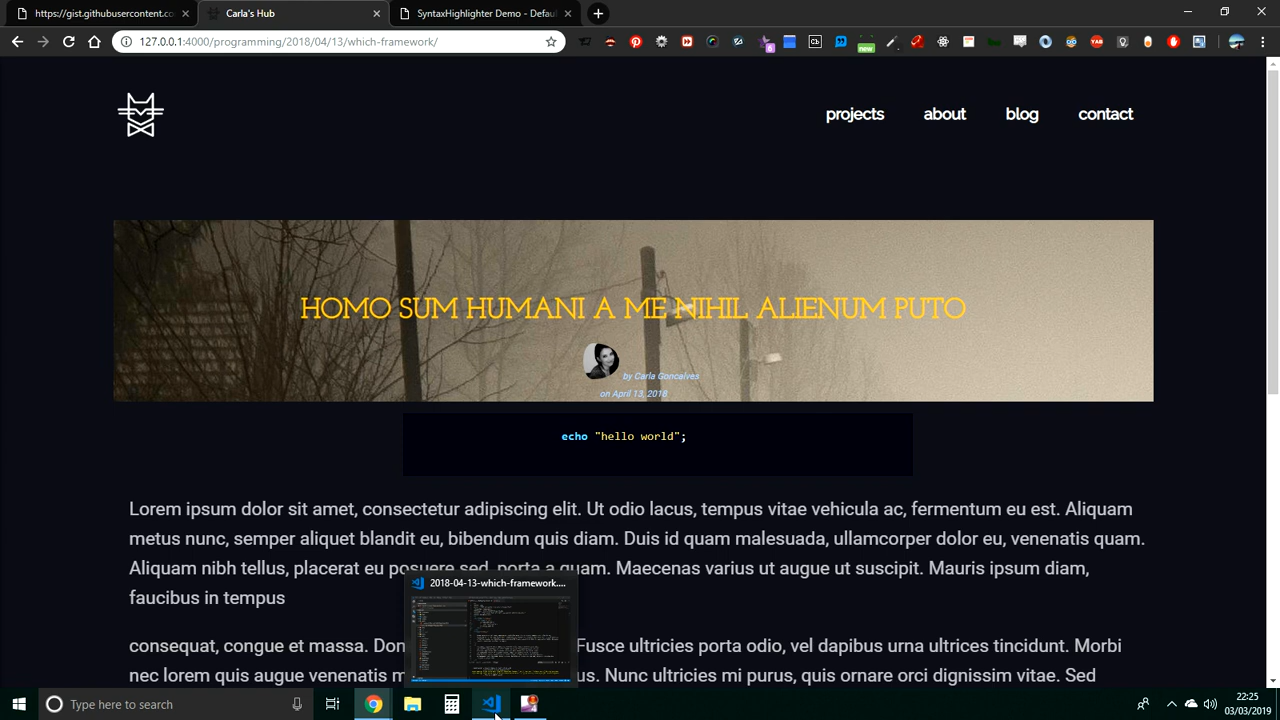 https://gist.githubusercontent.co
Carla's Hub
SyntaxHighlighter Demo - Defaul
127.0.0.1:4000/programming/2018/04/13/which-framework/
new
projects
about
blog
contact
HOMO SUM HUMANI A ME NIHIL ALIENUM PUTO
by Carla Goncalves
on April 13, 2018
echo "hello world";
Lorem ipsum dolor sit amet, consectetur adipiscing elit. Ut odio lacus, tempus vitae vehicula ac, fermentum eu est. Aliquam
metus nunc, semper aliquet blandit eu, bibendum quis diam. Duis id quam malesuada, ullamcorper dolor eu, venenatis quam.
Aliquam nibh tellus, placerat eu posuere sed, porta a quam. Maecenas varius ut augue ut suscipit. Mauris ipsum diam,
faucibus in tempus
2018-04-13-which-framework....
consequat, congue et massa. Don Fusce ultricies porta odio, vel dapibus urna ultrices tincidunt. Morbi
nec lorem quis augue venenatis m us. Nunc ultricies mi purus, quis ornare orci dignissim vitae. Sed
Type here to search
22:25
03/03/2019